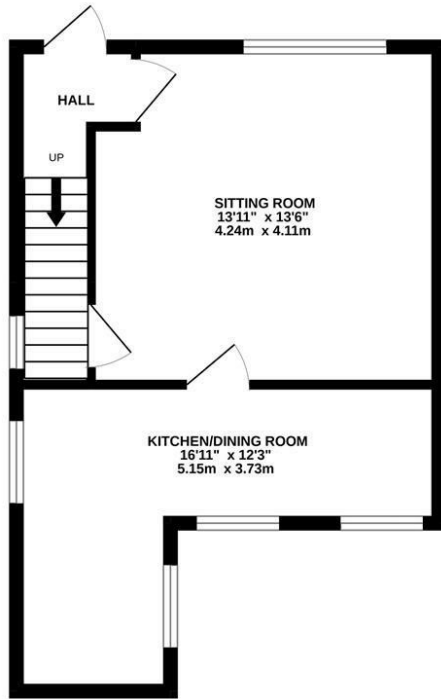 HALL
UP
SITTING ROOM
13'11" x 13'6"
4.24m x 4.11m
KITCHEN/DINING ROOM
16'11" x 12'3"
5.15m x 3.73m